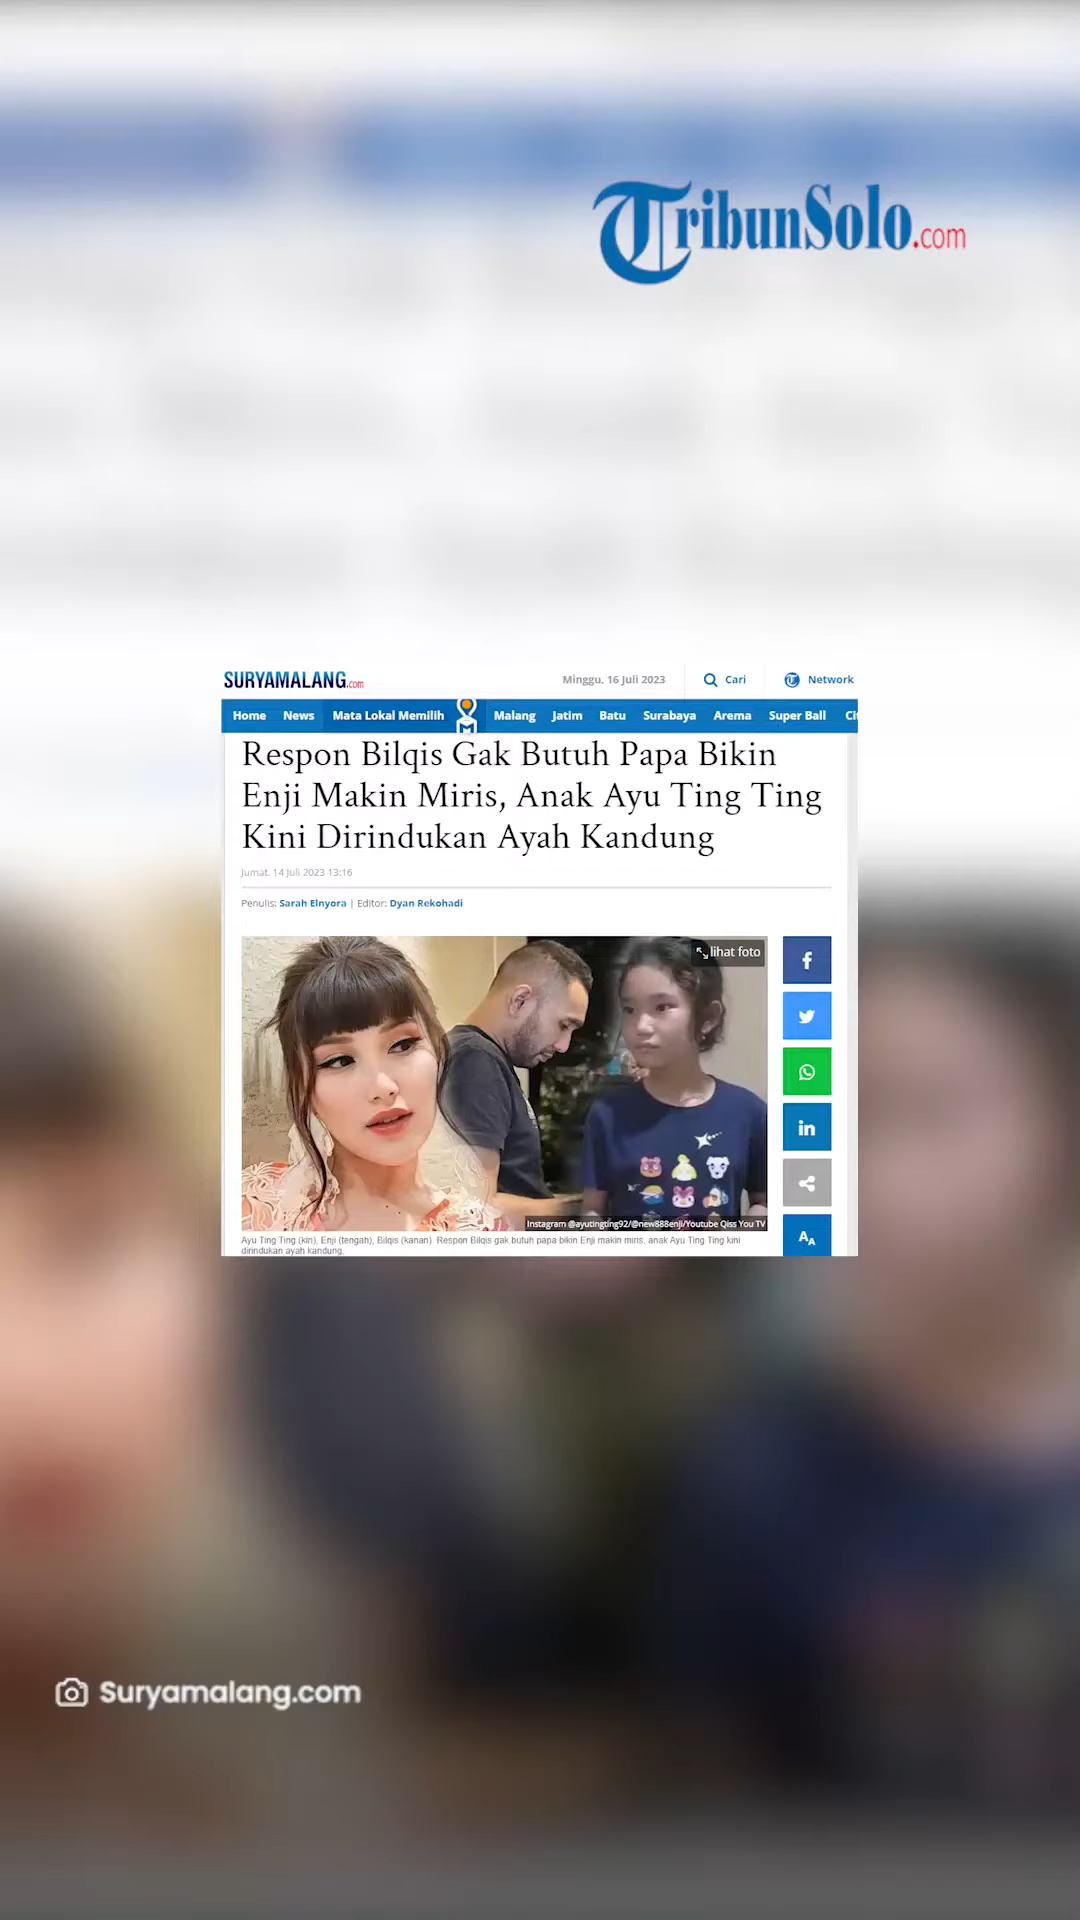 TribunSolo.com
SURYAMALANG.com
Minggu, 16 Juli 2023
Cari
Network
Home News Mata Lokal Memilih Malang Jatim Batu Surabaya Arema Super Ball Cit
Respon Bilqis Gak Butuh Papa Bikin
Enji Makin Miris, Anak Ayu Ting Ting
Kini Dirindukan Ayah Kandung
Jumat, 14 Juli 2023 13:16
Penulis: Sarah Elnyora | Editor: Dyan Rekohadi
lihat foto
Instagram @ayutingting92/@new888enji/Youtube Qiss You TV
Ayu Ting Ting (kiri), Enji (tengah), Bilqis (kanan). Respon Bilqis gak butuh papa bikin Enji makin miris, anak Ayu Ting Ting kini
dirindukan ayah kandung.
AA
Suryamalang.com